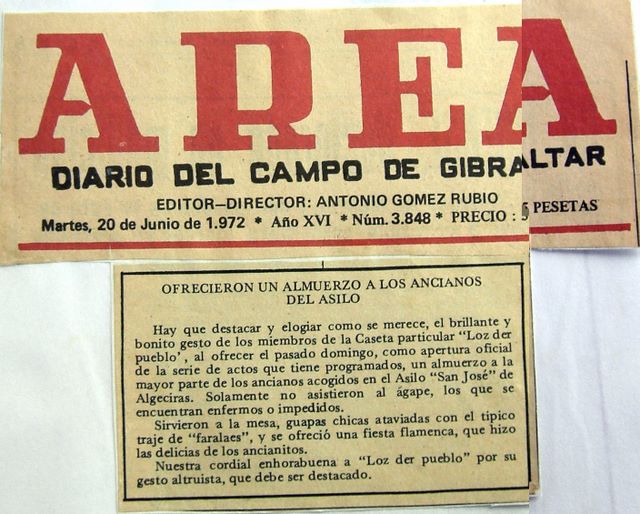 AREA
DIARIO DEL CAMPO DE GIBRALTAR
EDITOR-DIRECTOR: ANTONIO GOMEZ RUBIO
Martes, 20 de Junio de 1.972 * Año XVI * Núm. 3.848 * PRECIO : 5 PESETAS
OFRECIERON UN ALMUERZO A LOS ANCIANOS
DEL ASILO
Hay que destacar y elogiar como se merece, el brillante y
bonito gesto de los miembros de la Caseta particular "Loz der
pueblo', al ofrecer el pasado domingo, como apertura oficial
de la serie de actos que tiene programados, un almuerzo a la
mayor parte de los ancianos acogidos en el Asilo "San José" de
Algeciras. Solamente no asistieron al ágape, los que se
encuentran enfermos o impedidos.
Sirvieron a la mesa, guapas chicas ataviadas con el tipico
traje de "faralaes", y se ofreció una fiesta flamenca, que hizo
las delicias de los ancianitos.
Nuestra cordial enhorabuena a "Loz der pueblo" por su
gesto altruista, que debe ser destacado.